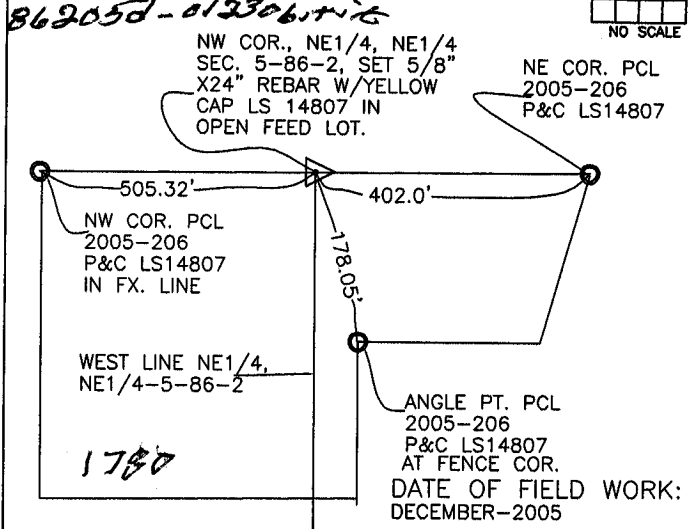 NO SCALE
NW COR., NE1/4, NE1/4
SEC. 5-86-2, SET 5/8"
X24" REBAR W/YELLOW
CAP LS 14807 IN
OPEN FEED LOT.
NE COR. PCL
2005-206
P&C LS14807
505.32'
402.0'
NW COR. PCL
2005-206
P&C LS14807
IN FX. LINE
178.05'
WEST LINE NE1/4,
NE1/4-5-86-2
ANGLE PT. PCL
2005-206
P&C LS14807
AT FENCE COR.
1780
DATE OF FIELD WORK:
DECEMBER-2005